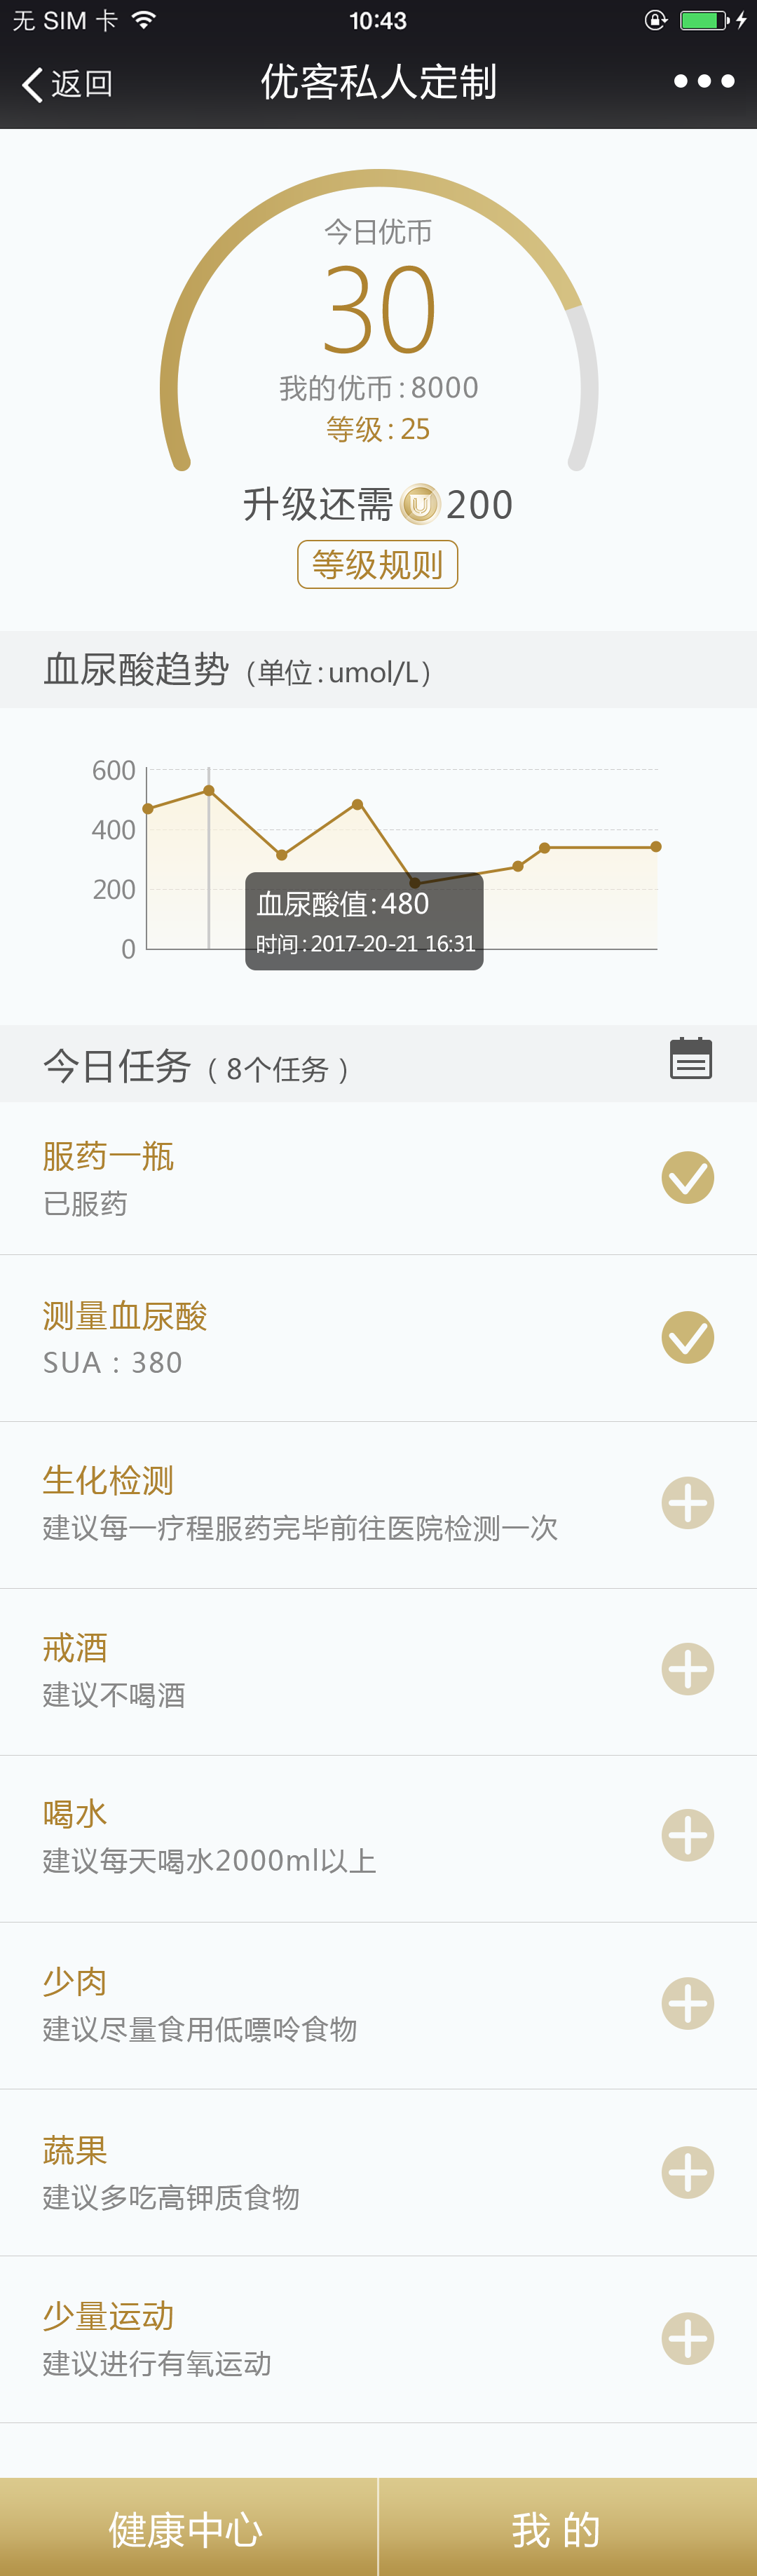 无 SIM 卡
10:43
返回
优客私人定制
今日优币
30
我的优币:8000
等级:25
升级还需 200
等级规则
血尿酸趋势（单位:umol/L）
600
400
200
0
血尿酸值:480
时间:2017-20-21 16:31
今日任务（ 8个任务 ）
服药一瓶
已服药
测量血尿酸
SUA : 380
生化检测
建议每一疗程服药完毕前往医院检测一次
戒酒
建议不喝酒
喝水
建议每天喝水2000ml以上
少肉
建议尽量食用低嘌呤食物
蔬果
建议多吃高钾质食物
少量运动
建议进行有氧运动
健康中心
我 的